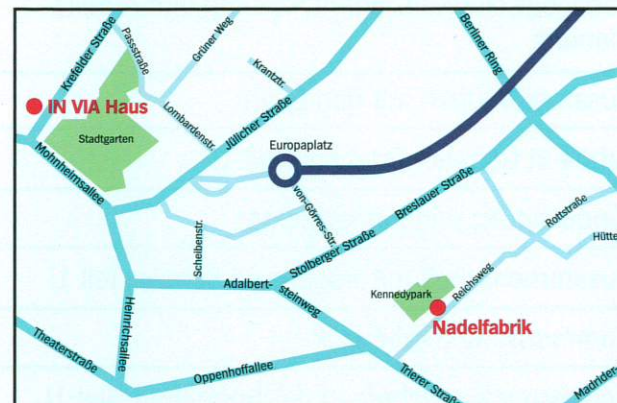 Krefelder Straße
Passstraße
Grüner Weg
Berliner Ring
Krantzstr.
IN VIA Haus
Stadtgarten
Lombardenstr.
Jülicher Straße
Europaplatz
Mohnheimsallee
von-Görres-Str.
Breslauer Straße
Rottstraße
Hütte
Scheibenstr.
Stolberger Straße
Adalbert-
steinweg
Kennedypark
Reichsweg
Heinrichsallee
Nadelfabrik
Theaterstraße
Oppenhoffallee
Trierer Straße
Madrider-